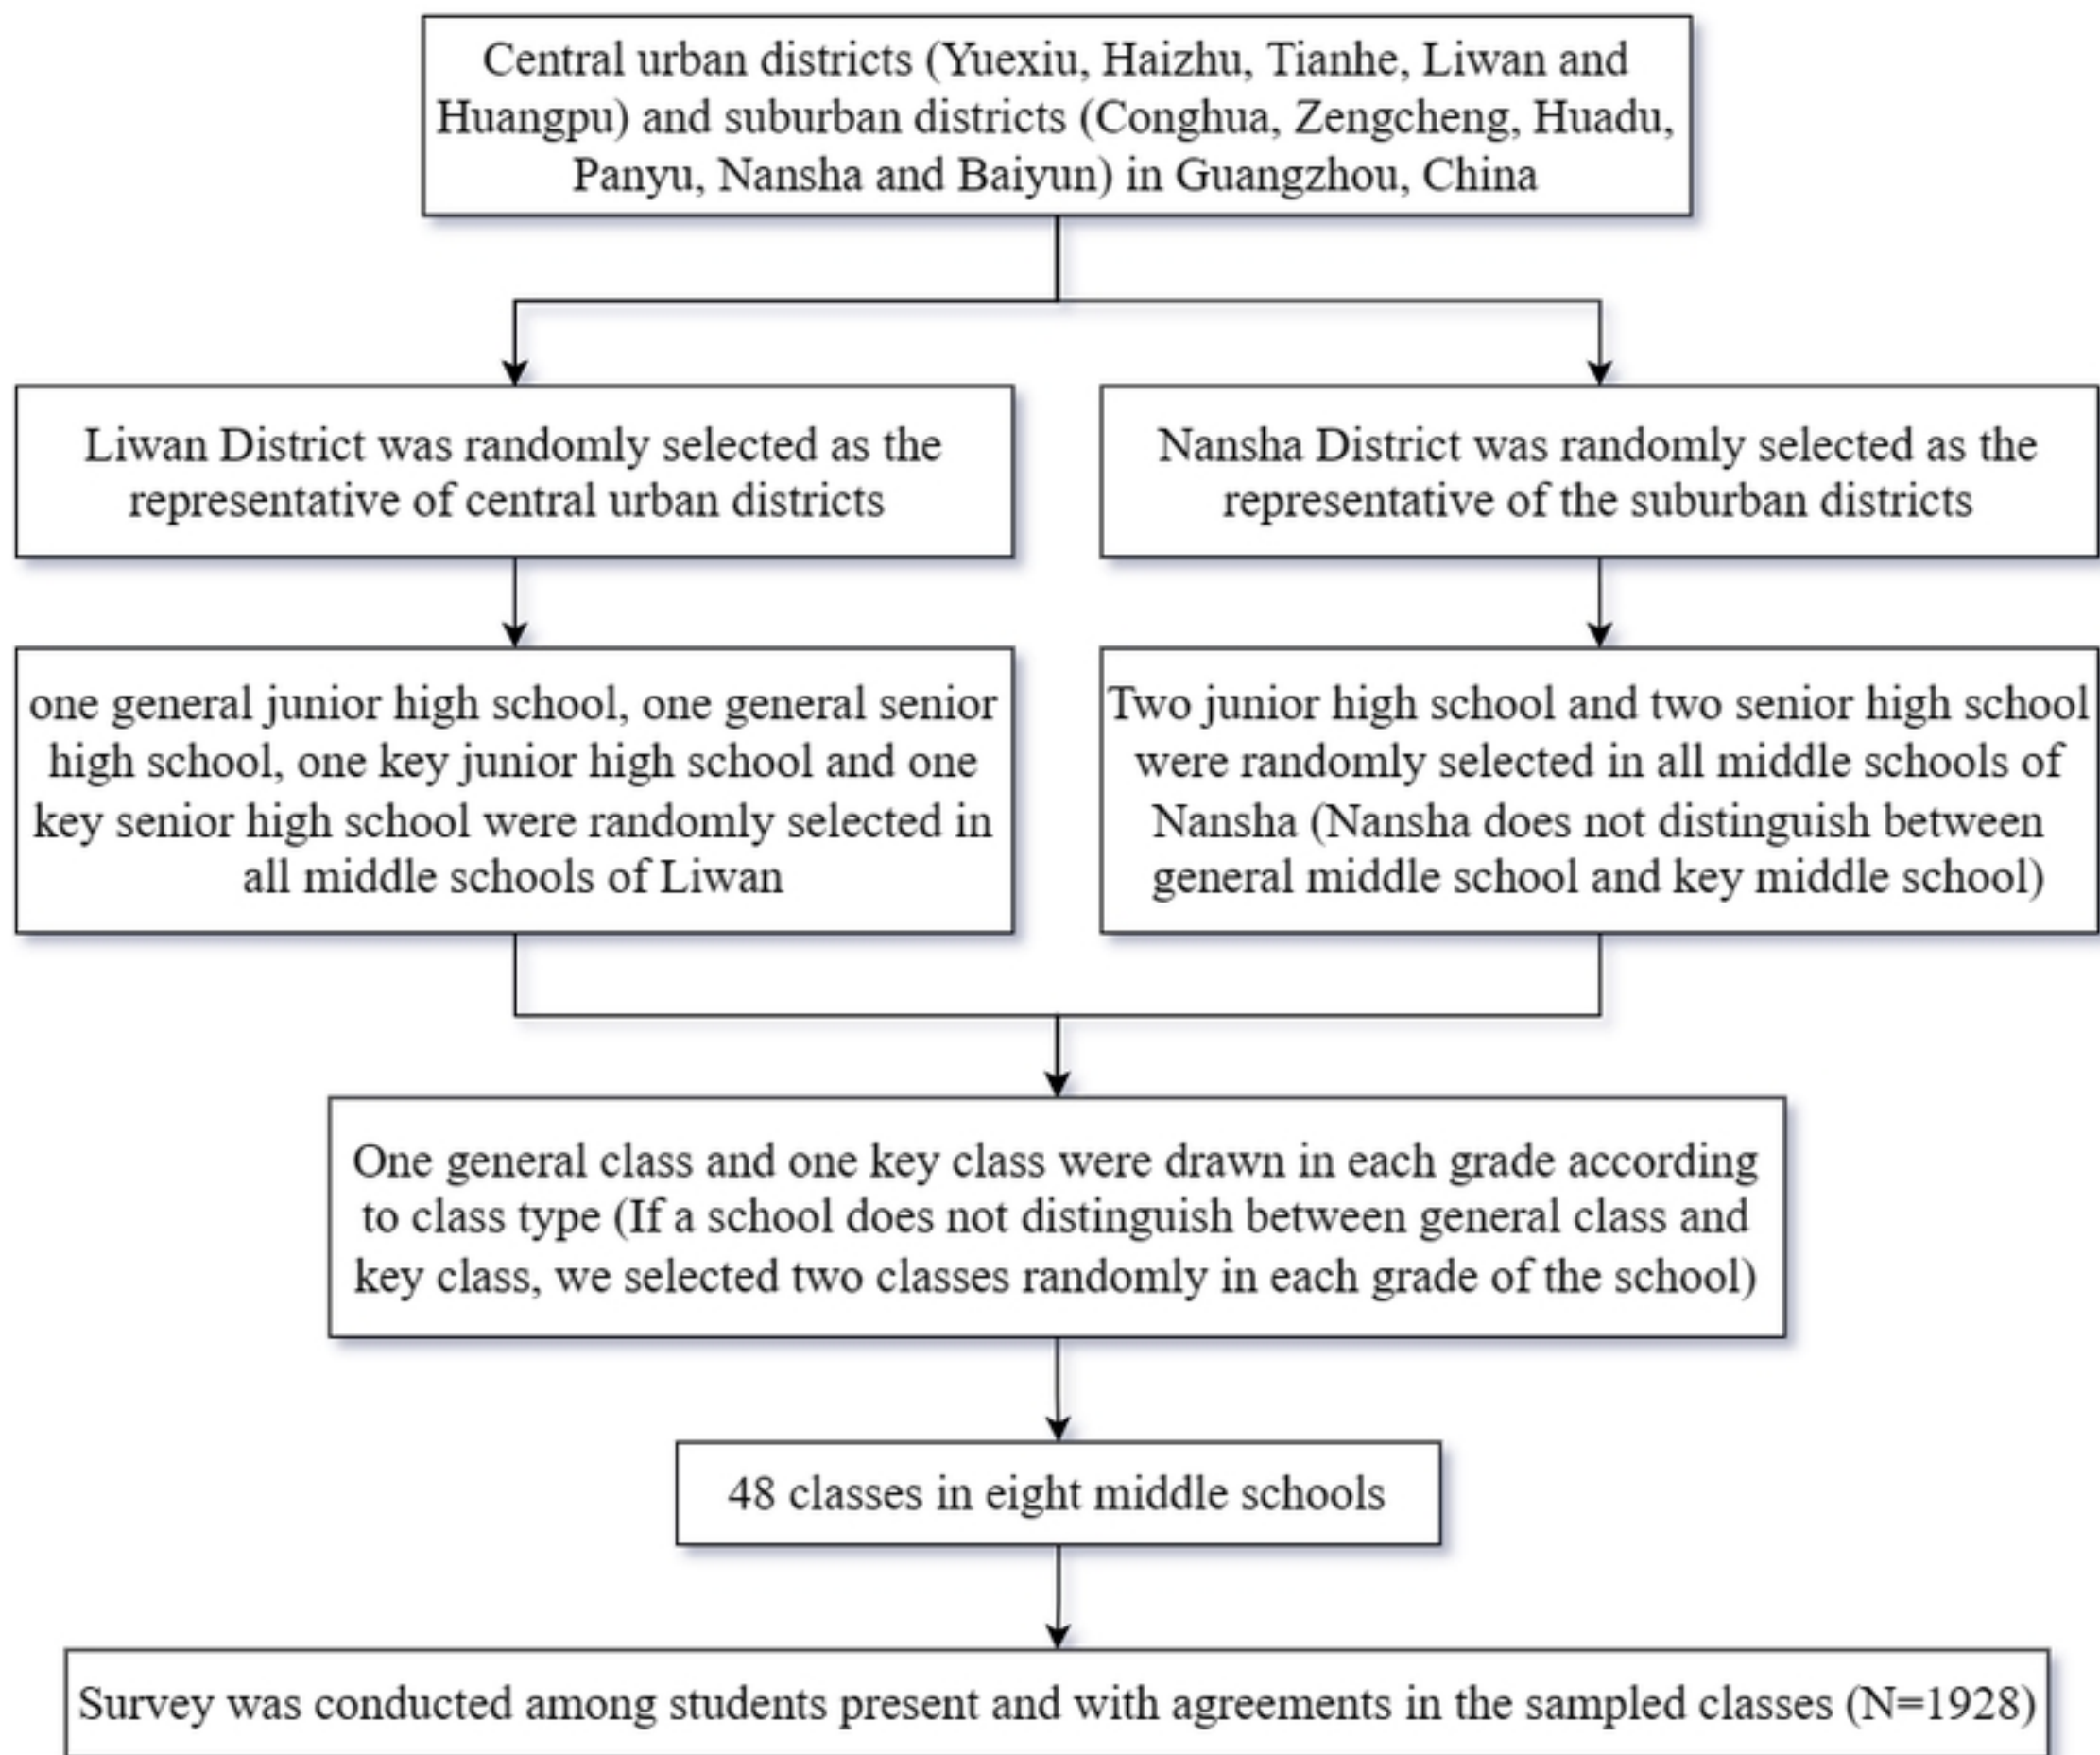 Central urban districts (Yuexiu, Haizhu, Tianhe, Liwan and
Huangpu) and suburban districts (Conghua, Zengcheng, Huadu,
Panyu, Nansha and Baiyun) in Guangzhou, China
Liwan District was randomly selected as the
representative of central urban districts
Nansha District was randomly selected as the
representative of the suburban districts
one general junior high school, one general senior
high school, one key junior high school and one
key senior high school were randomly selected in
all middle schools of Liwan
Two junior high school and two senior high school
were randomly selected in all middle schools of
Nansha (Nansha does not distinguish between
general middle school and key middle school)
One general class and one key class were drawn in each grade according
to class type (If a school does not distinguish between general class and
key class, we selected two classes randomly in each grade of the school)
48 classes in eight middle schools
Survey was conducted among students present and with agreements in the sampled classes (N=1928)